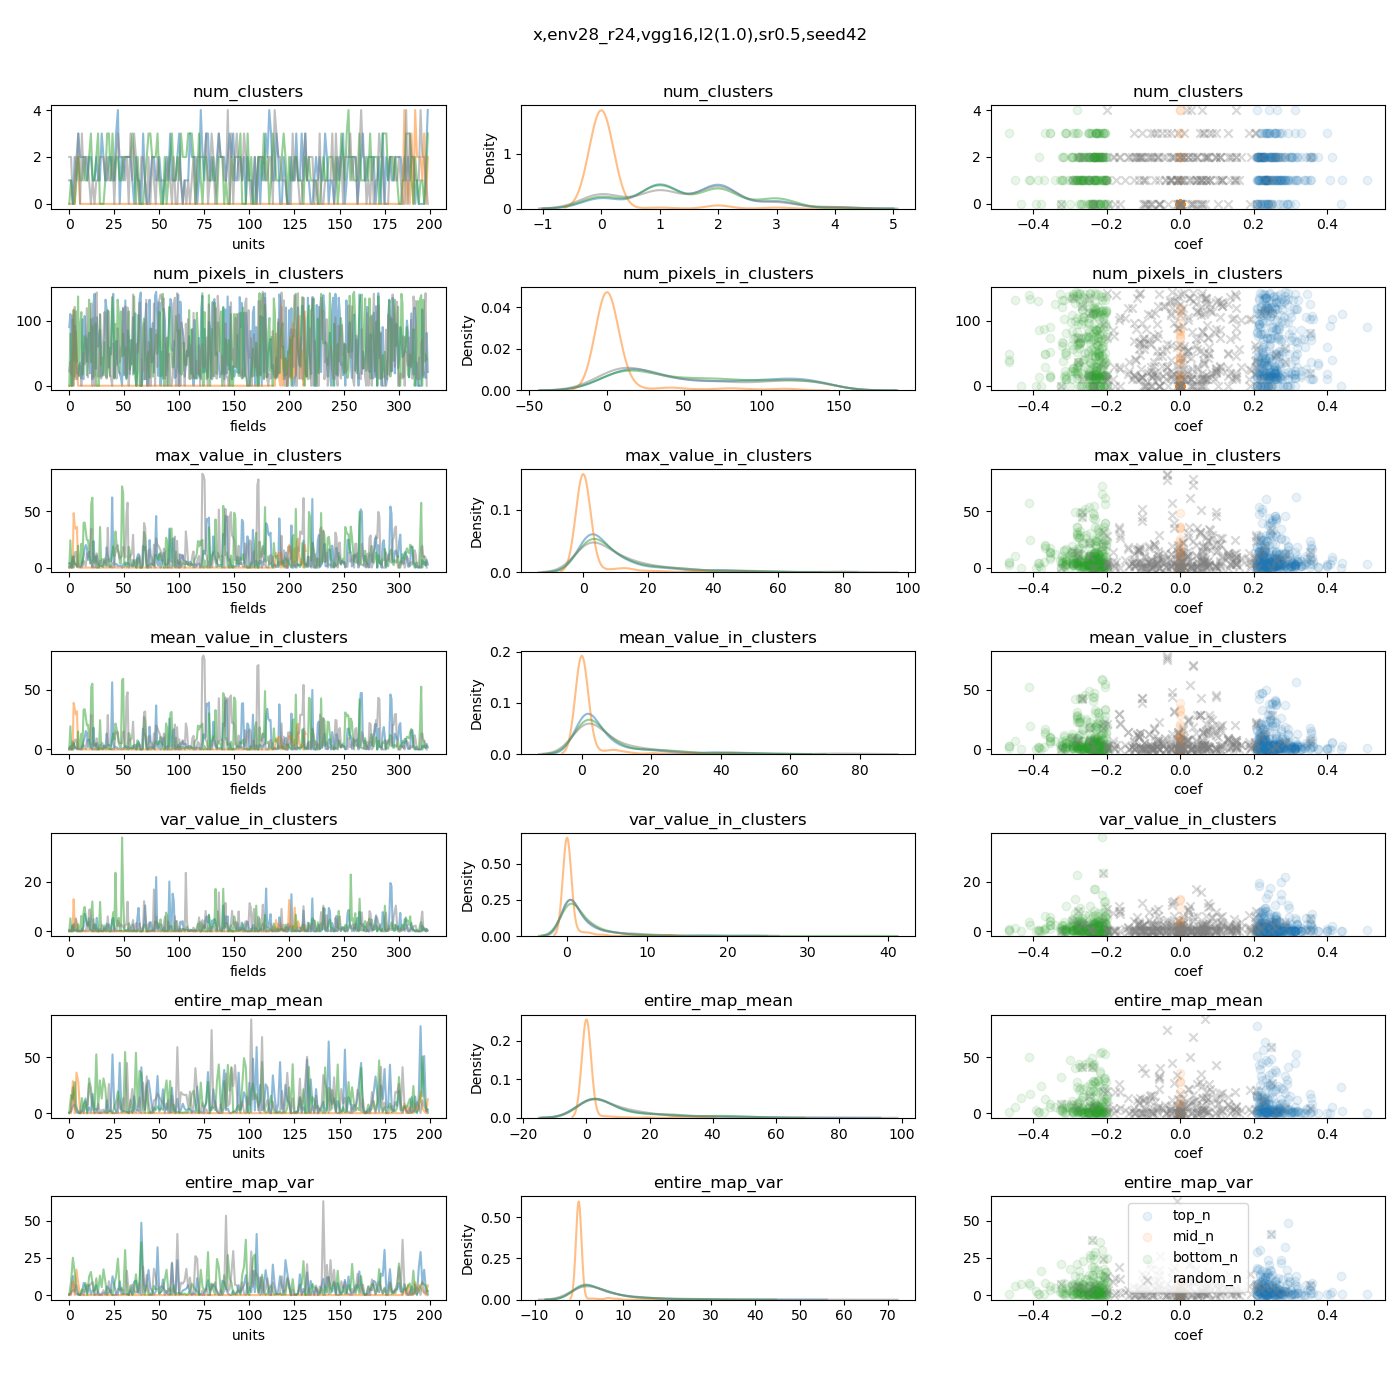 x,env28_r24,vgg16,l2(1.0),sr0.5,seed42
num_clusters
num_clusters
num_clusters
4
2
0
0 25 50 75 100 125 150 175 200
units
Density
1
0
−1 0 1 2 3 4 5
4
2
0
−0.4 −0.2 0.0 0.2 0.4
coef
num_pixels_in_clusters
num_pixels_in_clusters
num_pixels_in_clusters
100
0
0 50 100 150 200 250 300
fields
Density
0.04
0.02
0.00
−50 0 50 100 150
100
0
−0.4 −0.2 0.0 0.2 0.4
coef
max_value_in_clusters
max_value_in_clusters
max_value_in_clusters
50
0
0 50 100 150 200 250 300
fields
Density
0.1
0.0
0 20 40 60 80 100
50
0
−0.4 −0.2 0.0 0.2 0.4
coef
mean_value_in_clusters
mean_value_in_clusters
mean_value_in_clusters
50
0
0 50 100 150 200 250 300
fields
Density
0.2
0.1
0.0
0 20 40 60 80
50
0
−0.4 −0.2 0.0 0.2 0.4
coef
var_value_in_clusters
var_value_in_clusters
var_value_in_clusters
20
0
0 50 100 150 200 250 300
fields
Density
0.50
0.25
0.00
0 10 20 30 40
20
0
−0.4 −0.2 0.0 0.2 0.4
coef
entire_map_mean
entire_map_mean
entire_map_mean
50
0
0 25 50 75 100 125 150 175 200
units
Density
0.2
0.1
0.0
−20 0 20 40 60 80 100
50
0
−0.4 −0.2 0.0 0.2 0.4
coef
entire_map_var
entire_map_var
entire_map_var
50
25
0
0 25 50 75 100 125 150 175 200
units
Density
0.50
0.25
0.00
−10 0 10 20 30 40 50 60 70
50
25
0
−0.4 −0.2 0.0 0.2 0.4
coef
top_n
mid_n
bottom_n
random_n